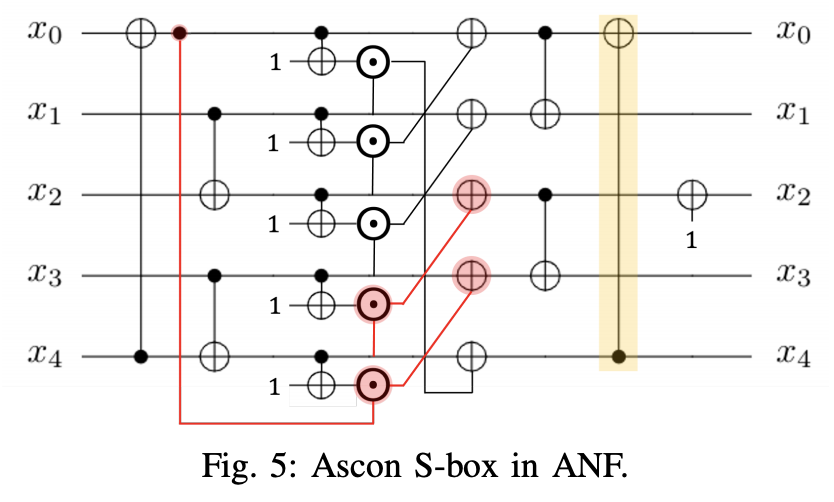 x₀ x₀
1
x₁ x₁
1
x₂ x₂
1
1
x₃ x₃
1
x₄ x₄
1
Fig. 5: Ascon S-box in ANF.